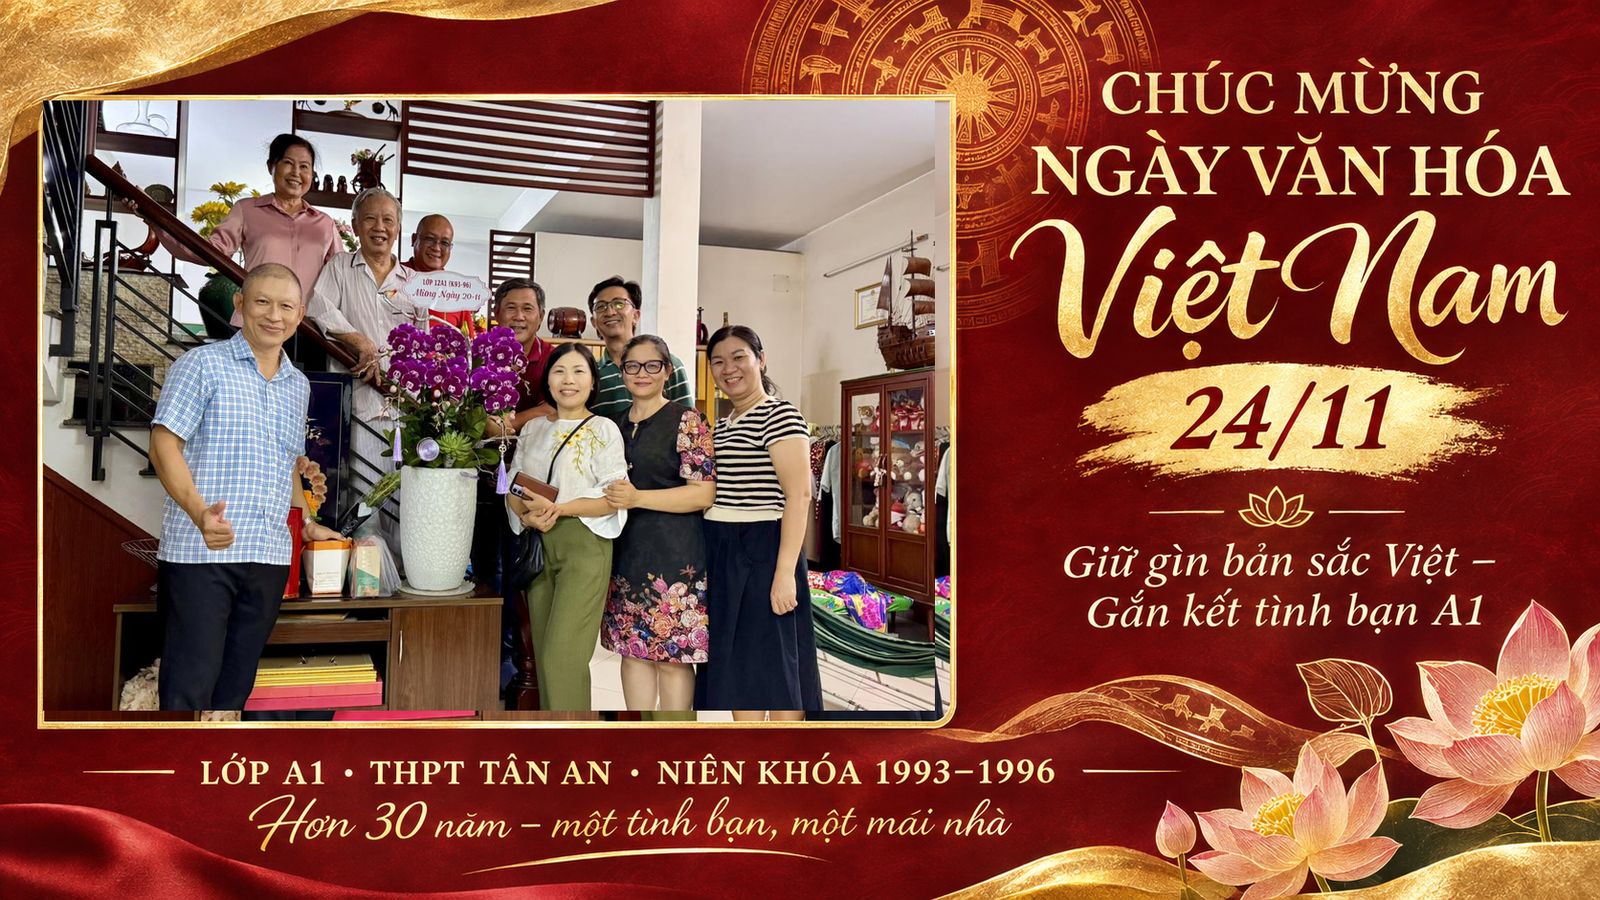 CHÚC MỪNG
NGÀY VĂN HÓA
Việt Nam
24/11
Giữ gìn bản sắc Việt –
Gắn kết tình bạn A1
LỚP 12A1 (K93-96)
Mừng Ngày 20-11
LỚP A1 • THPT TÂN AN • NIÊN KHÓA 1993–1996
Hơn 30 năm – một tình bạn, một mái nhà